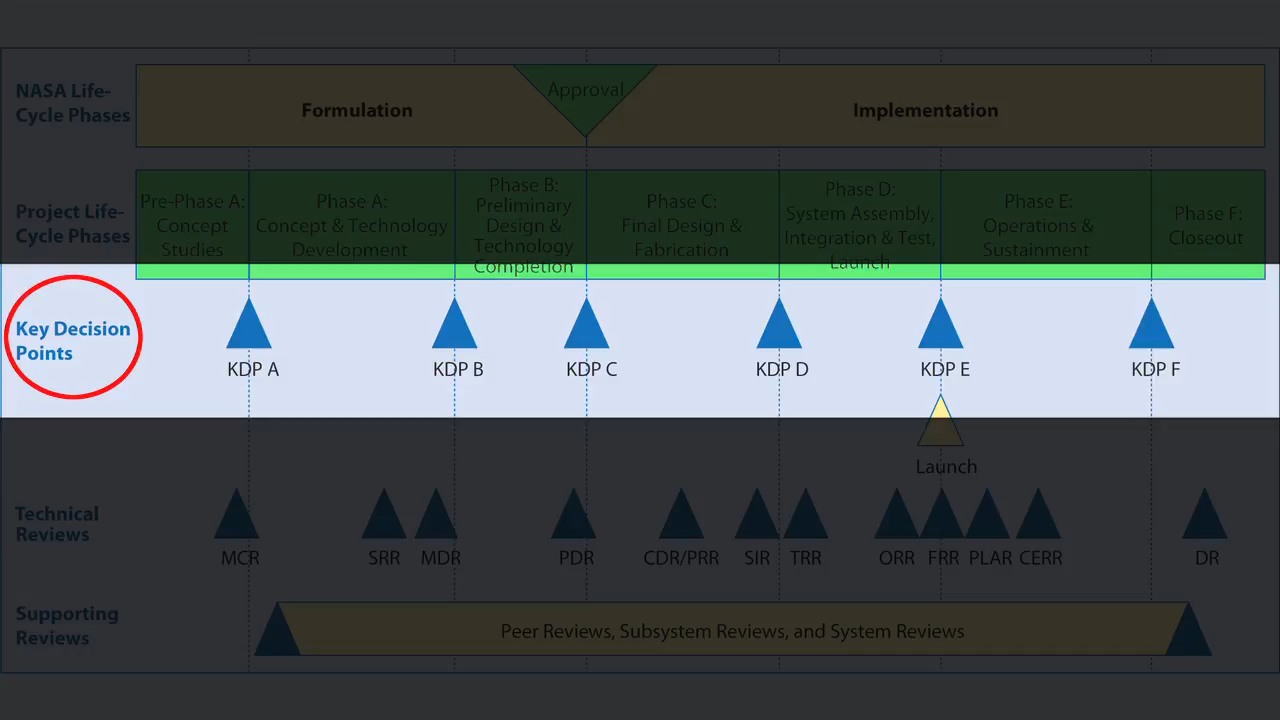 NASA Life-
Cycle Phases
Formulation
Approval
Implementation
Project Life-
Cycle Phases
Pre-Phase A:
Concept
Studies
Phase A:
Concept & Technology
Development
Phase B:
Preliminary
Design &
Technology
Completion
Phase C:
Final Design &
Fabrication
Phase D:
System Assembly,
Integration & Test,
Launch
Phase E:
Operations &
Sustainment
Phase F:
Closeout
Key Decision
Points
KDP A
KDP B
KDP C
KDP D
KDP E
KDP F
Launch
Technical
Reviews
MCR
SRR
MDR
PDR
CDR/PRR
SIR
TRR
ORR
FRR
PLAR
CERR
DR
Supporting
Reviews
Peer Reviews, Subsystem Reviews, and System Reviews